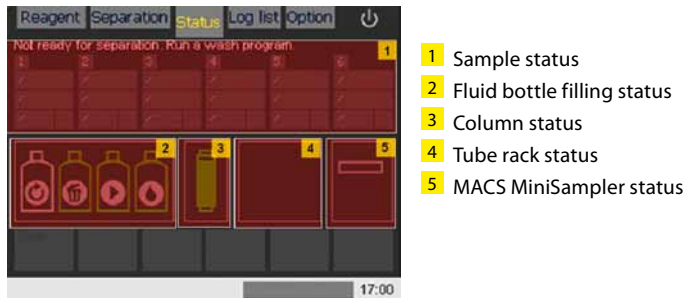 Reagent Separation Status Log list Option
Not ready for separation. Run a wash program.
1
1 2 3 4 5 6
2 3 4 5
17:00
1 Sample status
2 Fluid bottle filling status
3 Column status
4 Tube rack status
5 MACS MiniSampler status